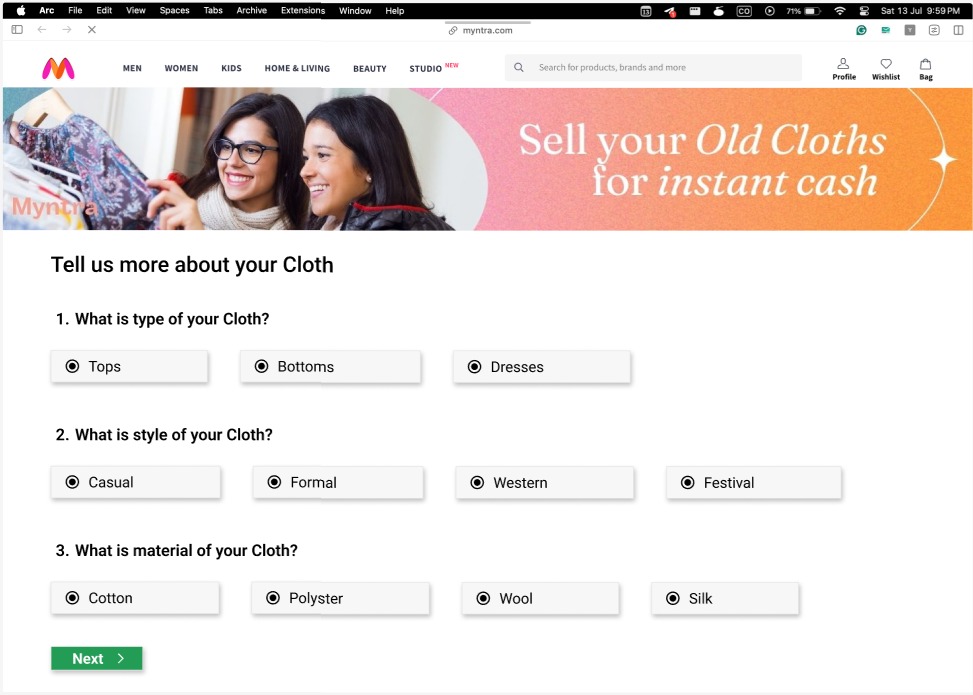 Arc File Edit View Spaces Tabs Archive Extensions Window Help 13 CO 71% Sat 13 Jul 9:59 PM
myntra.com
MEN WOMEN KIDS HOME & LIVING BEAUTY STUDIO NEW Search for products, brands and more Profile Wishlist Bag
Sell your Old Cloths
for instant cash
Myntra
Tell us more about your Cloth
1. What is type of your Cloth?
Tops Bottoms Dresses
2. What is style of your Cloth?
Casual Formal Western Festival
3. What is material of your Cloth?
Cotton Polyster Wool Silk
Next